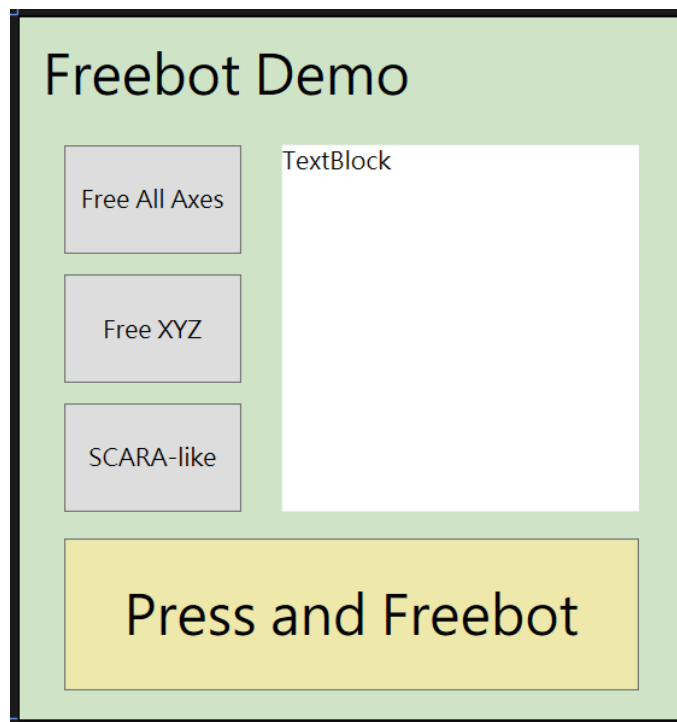 Freebot Demo
Free All Axes
TextBlock
Free XYZ
SCARA-like
Press and Freebot